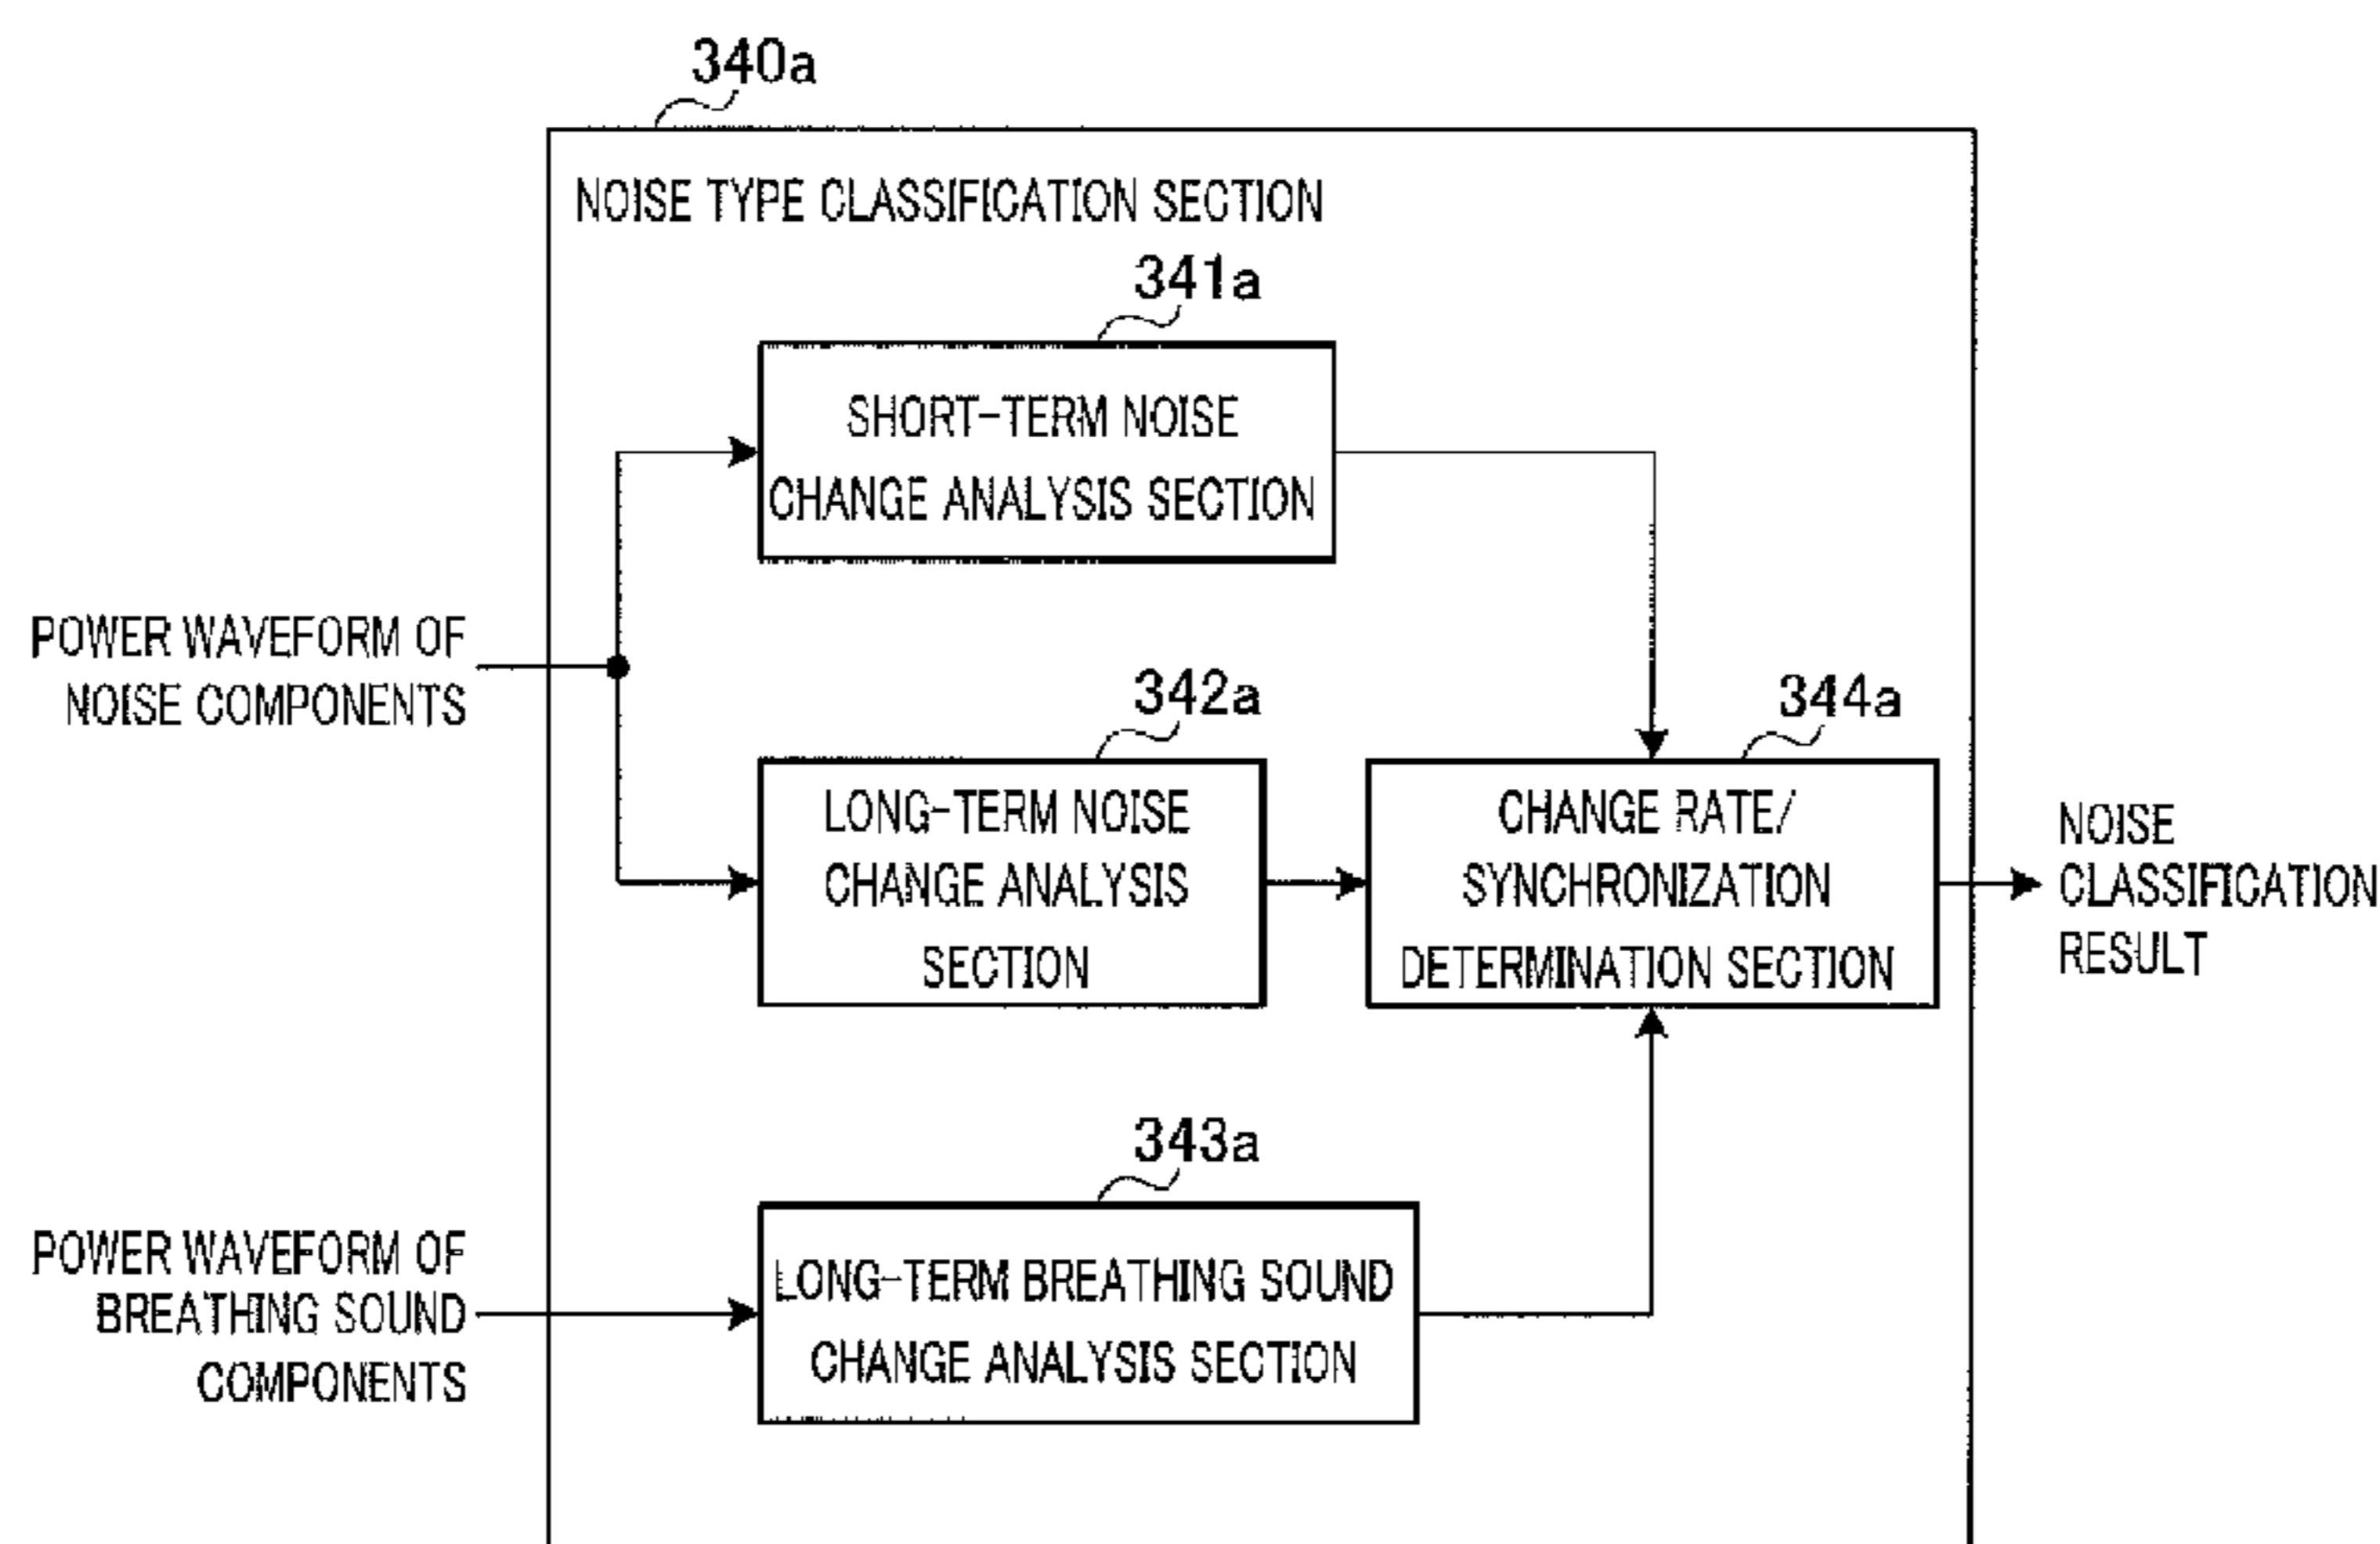 340a
NOISE TYPE CLASSIFICATION SECTION
341a
SHORT-TERM NOISE
CHANGE ANALYSIS SECTION
POWER WAVEFORM OF
NOISE COMPONENTS
342a
LONG-TERM NOISE
CHANGE ANALYSIS
SECTION
344a
CHANGE RATE/
SYNCHRONIZATION
DETERMINATION SECTION
NOISE
CLASSIFICATION
RESULT
343a
POWER WAVEFORM OF
BREATHING SOUND
COMPONENTS
LONG-TERM BREATHING SOUND
CHANGE ANALYSIS SECTION